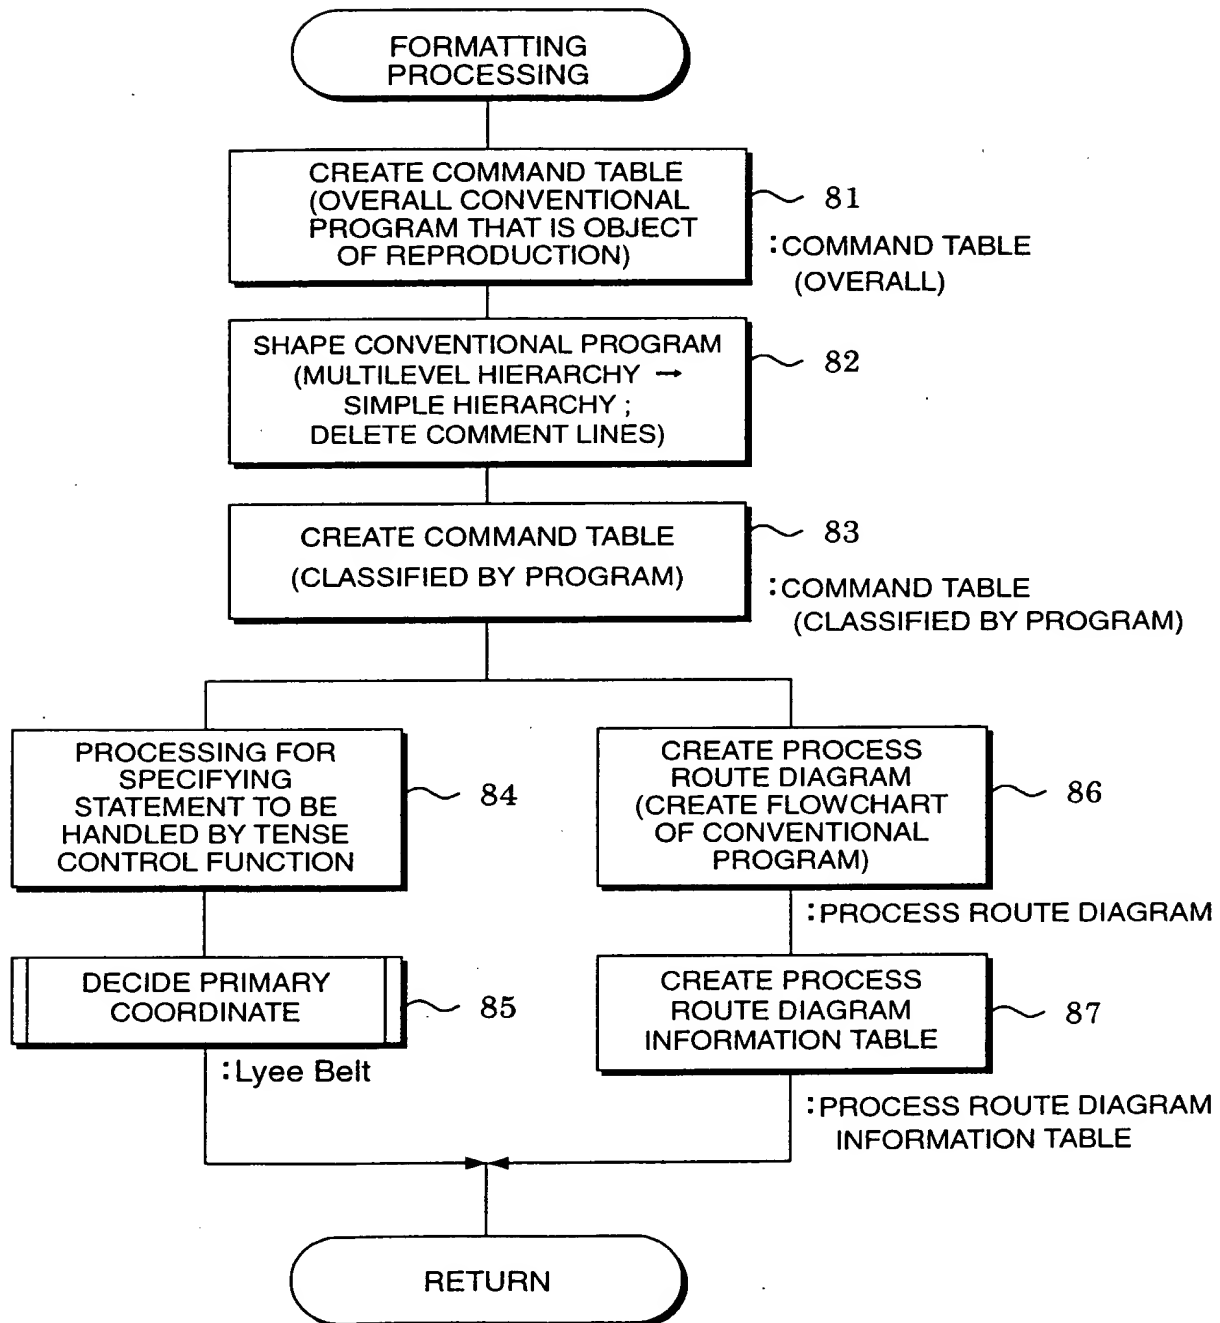 FORMATTING
PROCESSING
CREATE COMMAND TABLE
(OVERALL CONVENTIONAL
PROGRAM THAT IS OBJECT
OF REPRODUCTION)
81
:COMMAND TABLE
(OVERALL)
SHAPE CONVENTIONAL PROGRAM
(MULTILEVEL HIERARCHY →
SIMPLE HIERARCHY ;
DELETE COMMENT LINES)
82
CREATE COMMAND TABLE
(CLASSIFIED BY PROGRAM)
83
:COMMAND TABLE
(CLASSIFIED BY PROGRAM)
PROCESSING FOR
SPECIFYING
STATEMENT TO BE
HANDLED BY TENSE
CONTROL FUNCTION
84
CREATE PROCESS
ROUTE DIAGRAM
(CREATE FLOWCHART
OF CONVENTIONAL
PROGRAM)
86
:PROCESS ROUTE DIAGRAM
DECIDE PRIMARY
COORDINATE
85
:Lyee Belt
CREATE PROCESS
ROUTE DIAGRAM
INFORMATION TABLE
87
:PROCESS ROUTE DIAGRAM
INFORMATION TABLE
RETURN